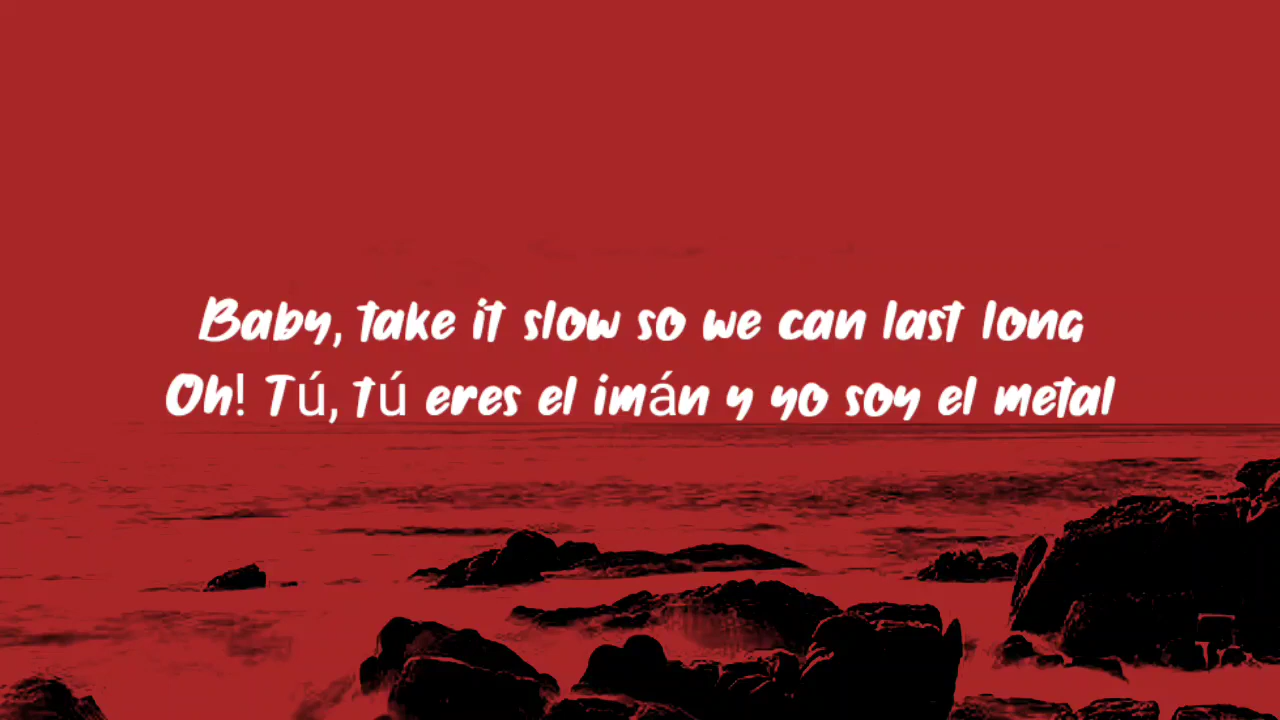 Baby, take it slow so we can last long
Oh! Tú, tú eres el imán y yo soy el metal